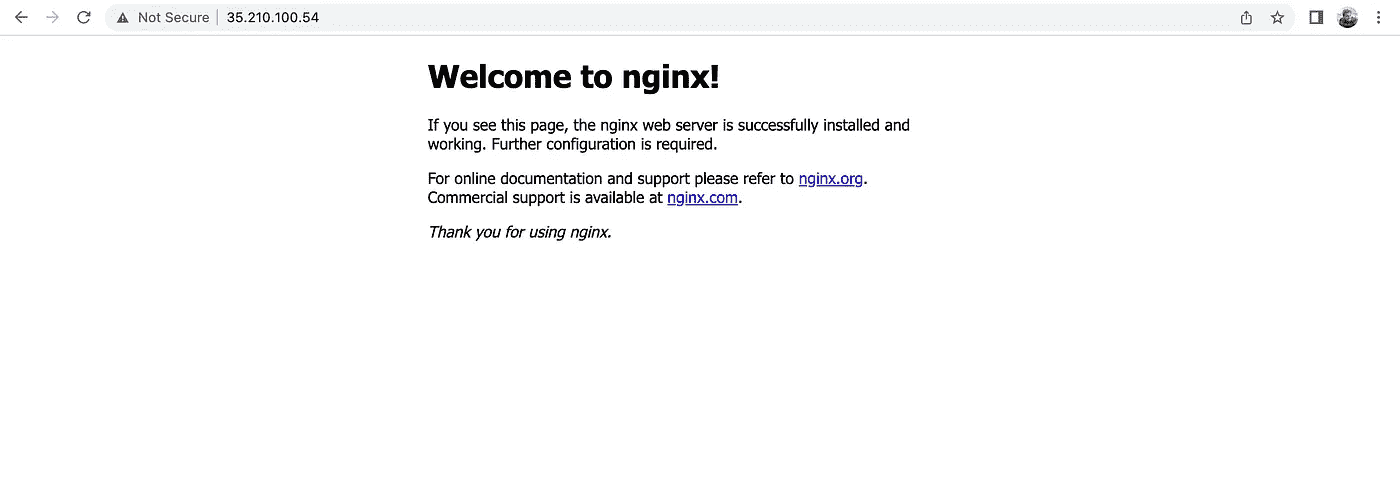 Not Secure 35.210.100.54
Welcome to nginx!
If you see this page, the nginx web server is successfully installed and
working. Further configuration is required.
For online documentation and support please refer to nginx.org.
Commercial support is available at nginx.com.
Thank you for using nginx.